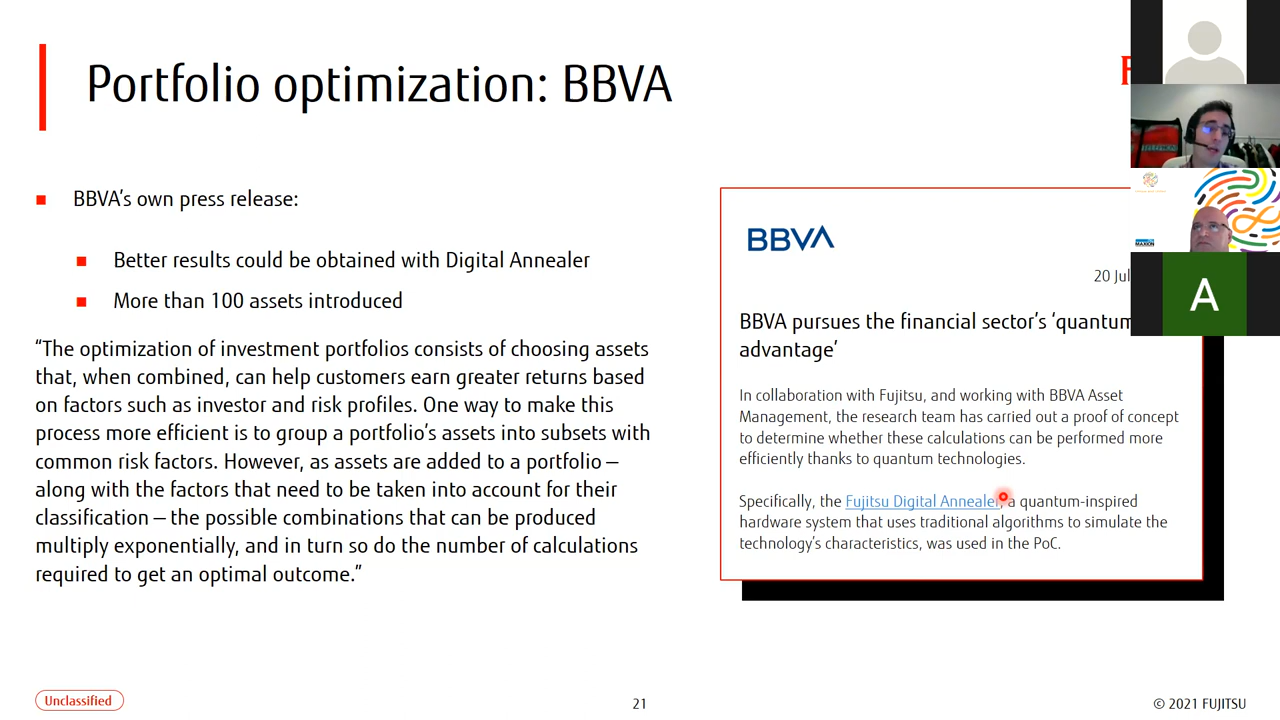 Portfolio optimization: BBVA
BBVA's own press release:
Better results could be obtained with Digital Annealer
More than 100 assets introduced
“The optimization of investment portfolios consists of choosing assets
that, when combined, can help customers earn greater returns based
on factors such as investor and risk profiles. One way to make this
process more efficient is to group a portfolio’s assets into subsets with
common risk factors. However, as assets are added to a portfolio —
along with the factors that need to be taken into account for their
classification — the possible combinations that can be produced
multiply exponentially, and in turn so do the number of calculations
required to get an optimal outcome.”
BBVA
20 Jul
BBVA pursues the financial sector’s ‘quantum
advantage’
In collaboration with Fujitsu, and working with BBVA Asset
Management, the research team has carried out a proof of concept
to determine whether these calculations can be performed more
efficiently thanks to quantum technologies.
Specifically, the Fujitsu Digital Annealer, a quantum-inspired
hardware system that uses traditional algorithms to simulate the
technology’s characteristics, was used in the PoC.
F
A
Unclassified
21
© 2021 FUJITSU